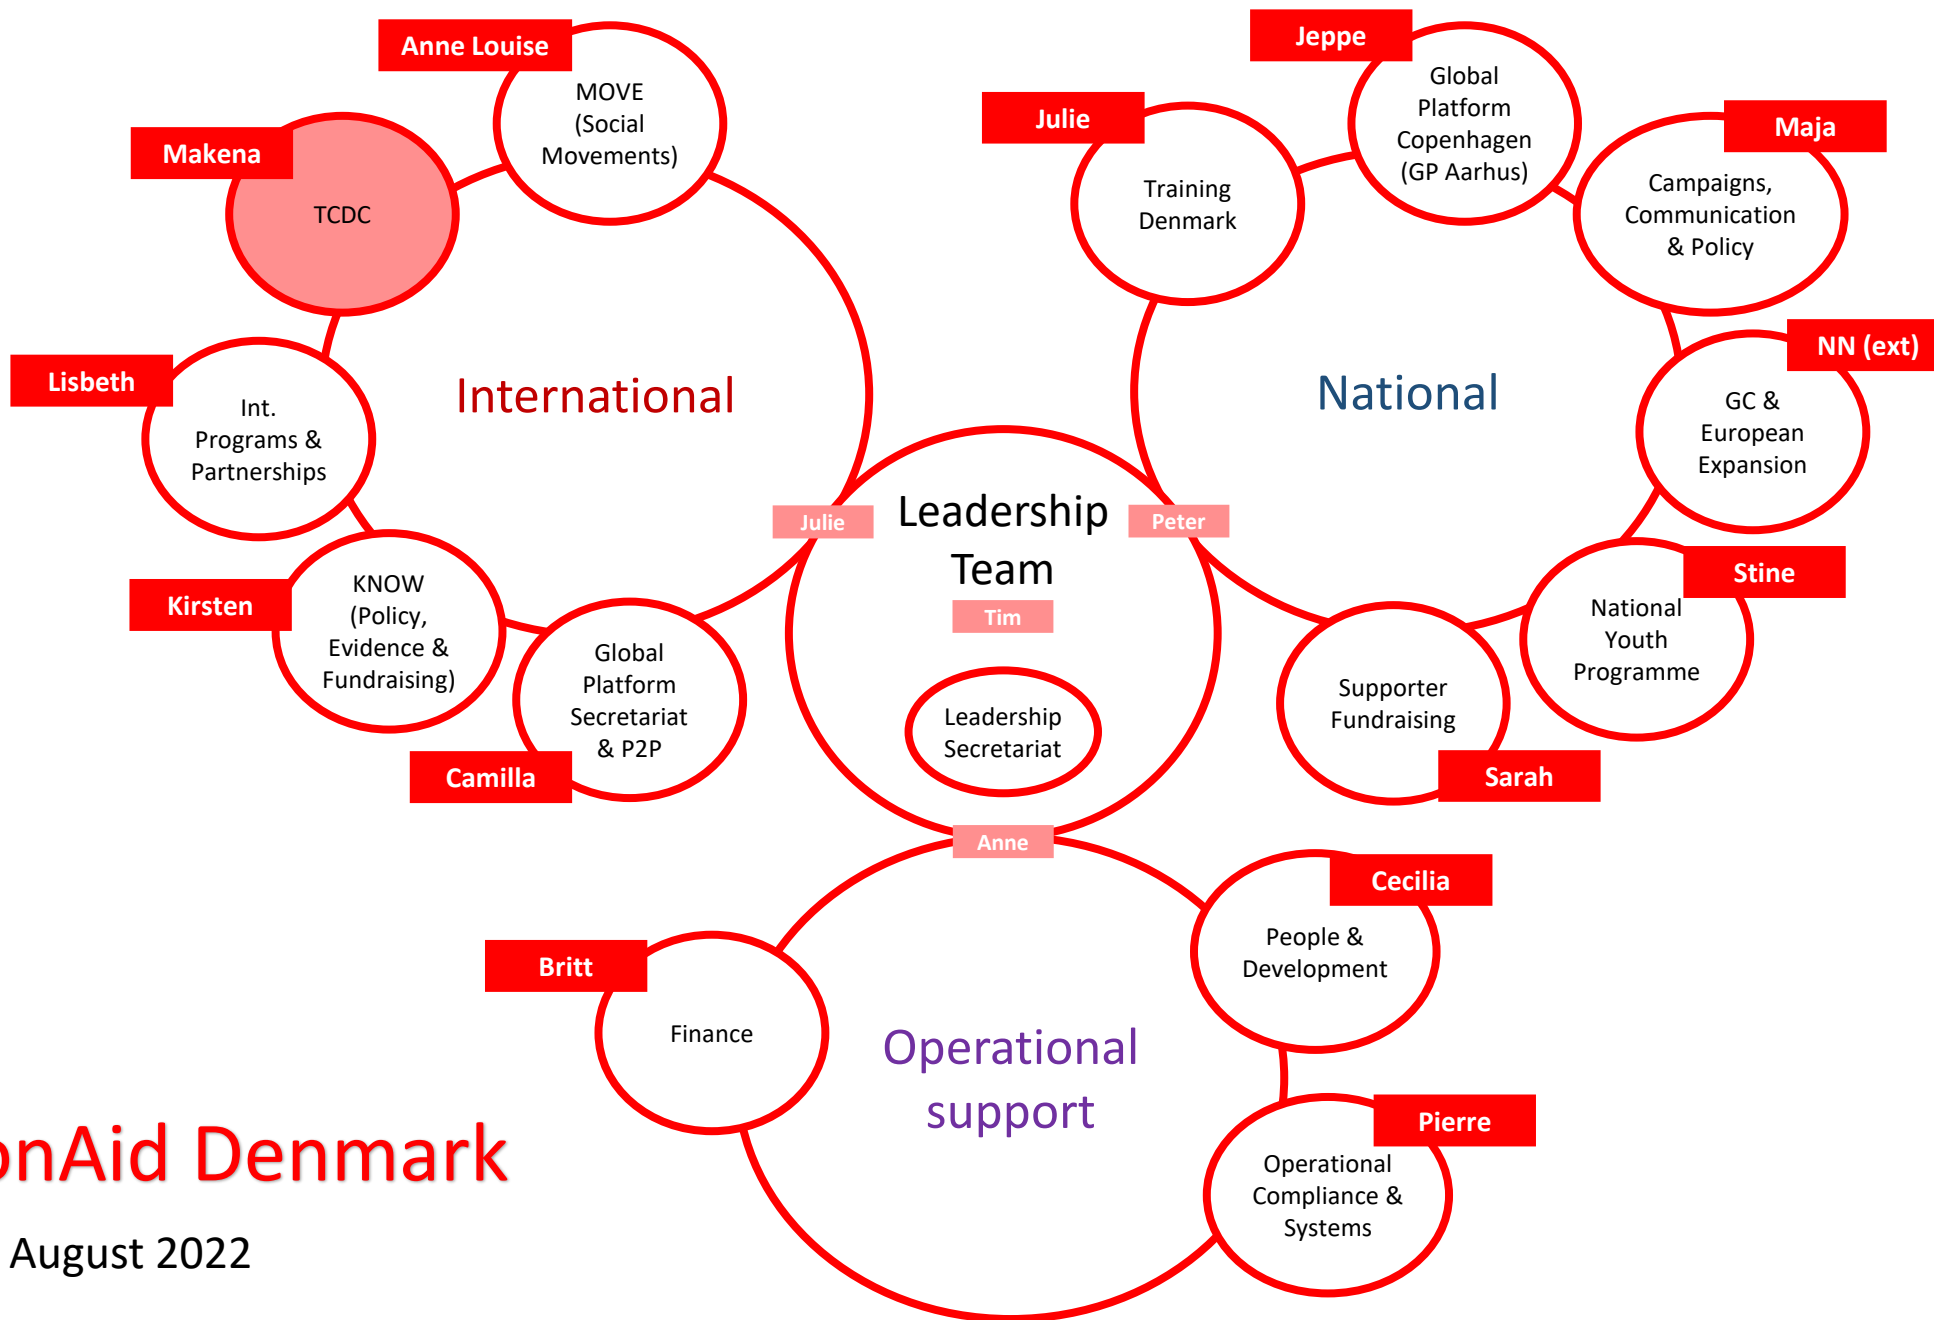 Anne Louise
MOVE
(Social
Movements)
Makena
TCDC
Lisbeth
Int.
Programs &
Partnerships
Kirsten
KNOW
(Policy,
Evidence &
Fundraising)
Camilla
Global
Platform
Secretariat
& P2P
International
Julie
Jeppe
Global
Platform
Copenhagen
(GP Aarhus)
Julie
Training
Denmark
Maja
Campaigns,
Communication
& Policy
NN (ext)
GC &
European
Expansion
Stine
National
Youth
Programme
Sarah
Supporter
Fundraising
National
Peter
Leadership
Team
Tim
Leadership
Secretariat
Anne
Cecilia
People &
Development
Britt
Finance
Operational
support
Pierre
Operational
Compliance &
Systems
onAid Denmark
August 2022